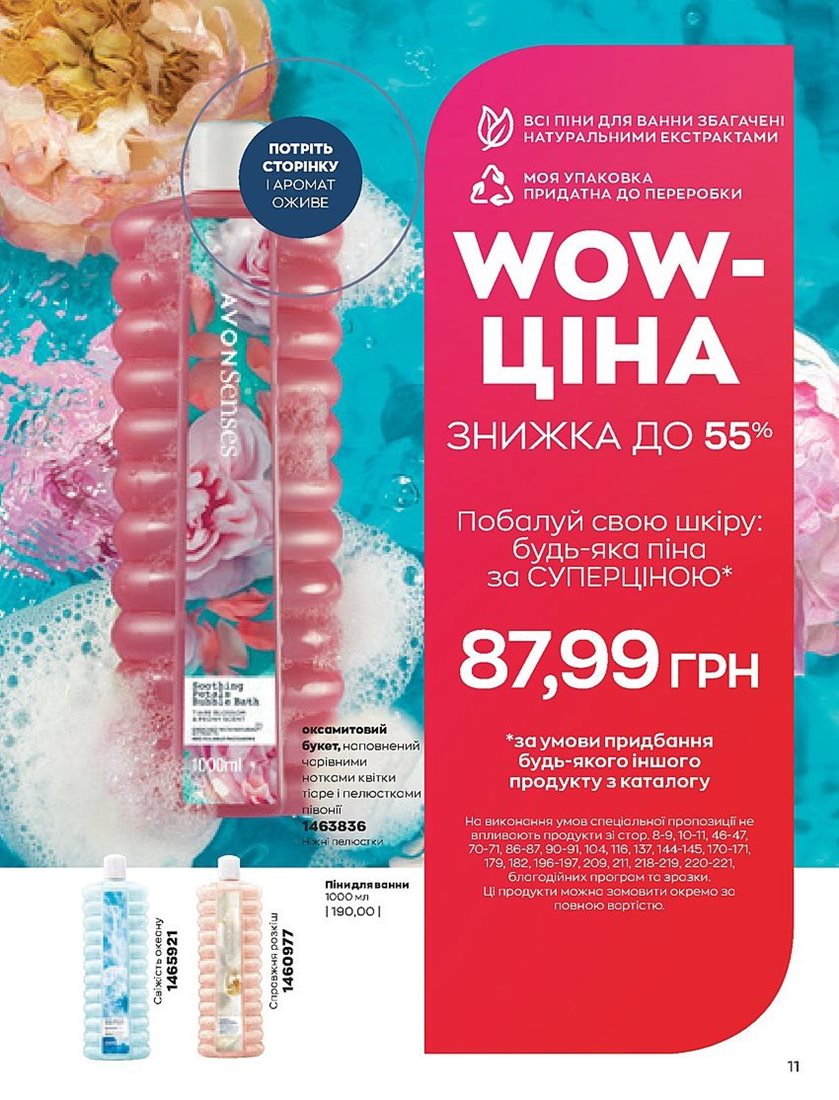 ПОТРІТЬ
СТОРІНКУ
І АРОМАТ
ОЖИВЕ
ВСІ ПІНИ ДЛЯ ВАННИ ЗБАГАЧЕНІ
НАТУРАЛЬНИМИ ЕКСТРАКТАМИ
МОЯ УПАКОВКА
ПРИДАТНА ДО ПЕРЕРОБКИ
WOW-
ЦІНА
ЗНИЖКА ДО 55%
Побалуй свою шкіру:
будь-яка піна
за СУПЕРЦІНОЮ*
87,99 ГРН
*за умови придбання
будь-якого іншого
продукту з каталогу
На виконання умов спеціальної пропозиції не
впливають продукти зі стор. 8-9, 10-11, 46-47,
70-71, 86-87, 90-91, 104, 116, 137, 144-145, 170-171,
179, 182, 196-197, 209, 211, 218-219, 220-221,
благодійних програм та зразки.
Ці продукти можна замовити окремо за
повною вартістю.
AVON Senses
Soothing
Petals
Bubble Bath
TIARE BLOSSOM
& PEONY SCENT
1000ml
оксамитовий
букет, наповнений
чарівними
нотками квітки
тіаре і пелюстками
півонії
1463836
Ніжні пелюстки
Піни для ванни
1000 мл
| 190,00 |
Свіжість океану
1465921
Справжня розкіш
1460977
11